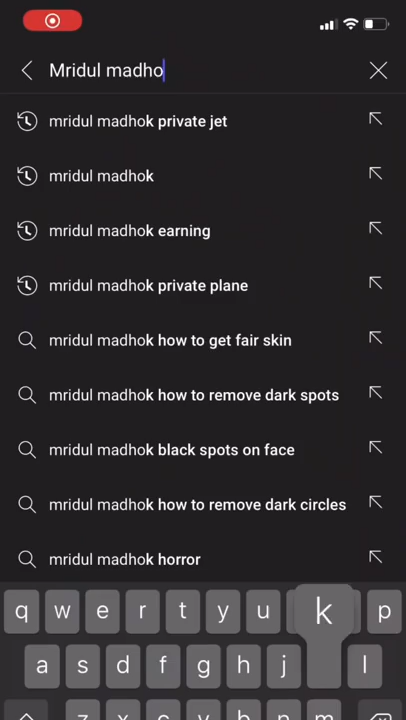 Mridul madho
mridul madhok private jet
mridul madhok
mridul madhok earning
mridul madhok private plane
mridul madhok how to get fair skin
mridul madhok how to remove dark spots
mridul madhok black spots on face
mridul madhok how to remove dark circles
mridul madhok horror
q w e r t y u k p
a s d f g h j l
z x c v b n m